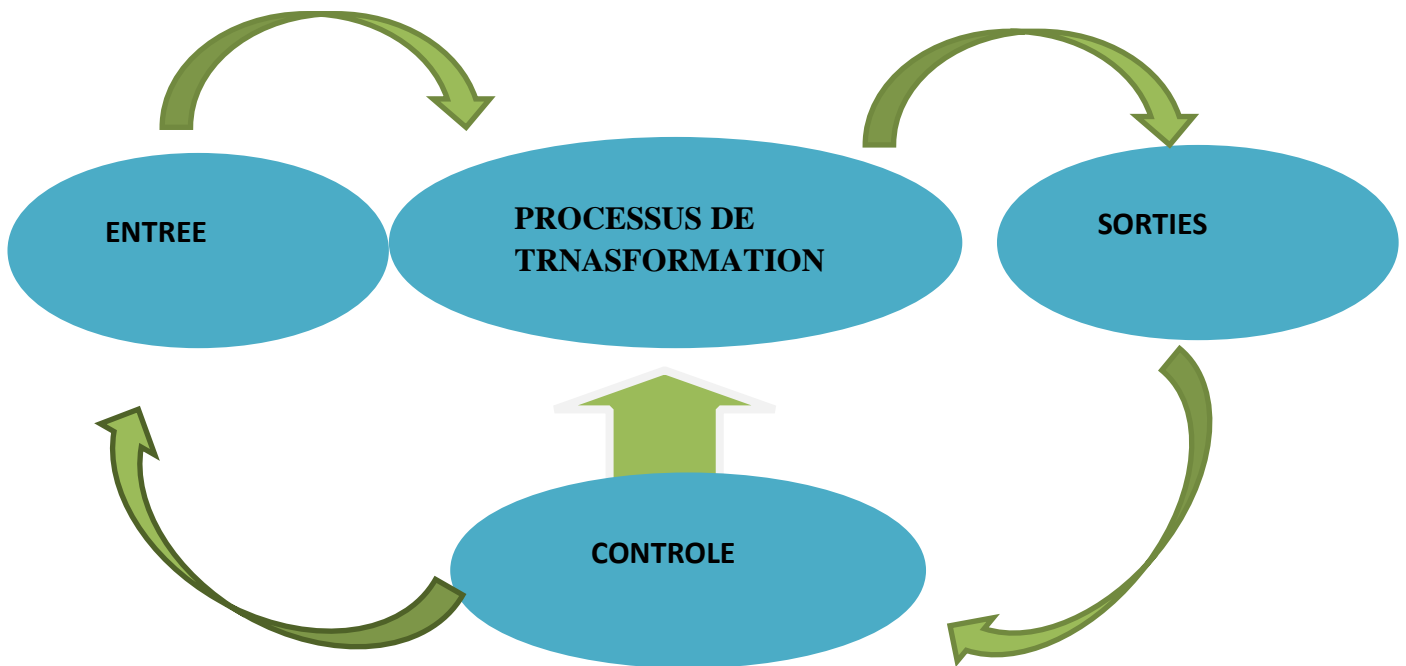 ENTREE
PROCESSUS DE
TRNASFORMATION
SORTIES
CONTROLE